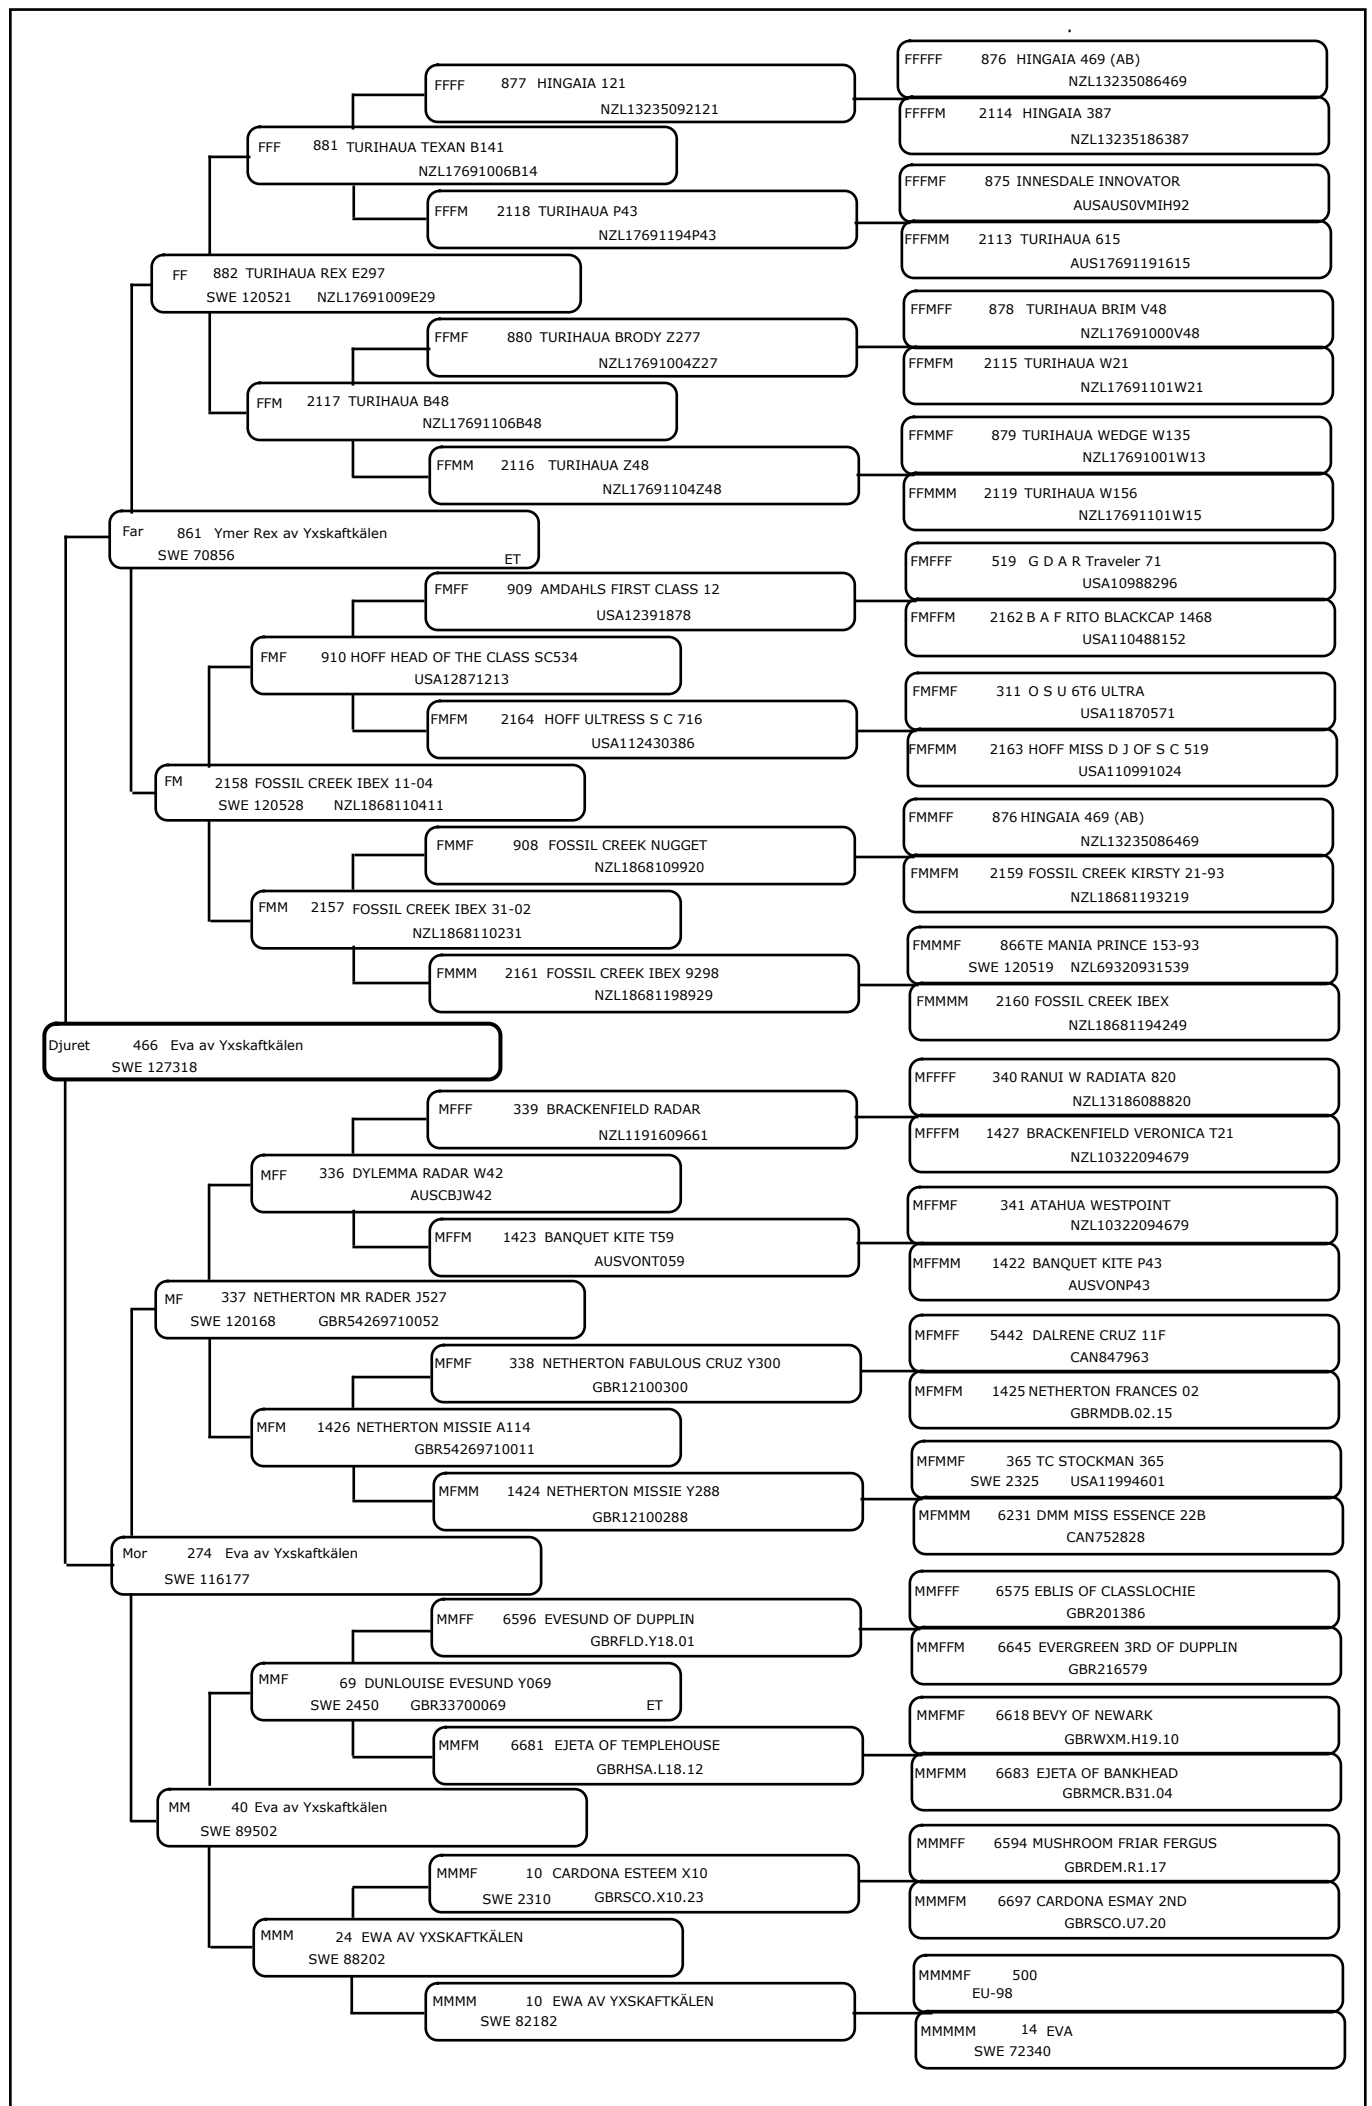 .
FFFFF 876 HINGAIA 469 (AB)
NZL13235086469
FFFF 877 HINGAIA 121
NZL13235092121
FFFFM 2114 HINGAIA 387
NZL13235186387
FFF 881 TURIHAUA TEXAN B141
NZL17691006B14
FFFMF 875 INNESDALE INNOVATOR
AUSAUS0VMIH92
FFFM 2118 TURIHAUA P43
NZL17691194P43
FFFMM 2113 TURIHAUA 615
AUS17691191615
FF 882 TURIHAUA REX E297
SWE 120521 NZL17691009E29
FFMFF 878 TURIHAUA BRIM V48
NZL17691000V48
FFMF 880 TURIHAUA BRODY Z277
NZL17691004Z27
FFMFM 2115 TURIHAUA W21
NZL17691101W21
FFM 2117 TURIHAUA B48
NZL17691106B48
FFMMF 879 TURIHAUA WEDGE W135
NZL17691001W13
FFMM 2116 TURIHAUA Z48
NZL17691104Z48
FFMMM 2119 TURIHAUA W156
NZL17691101W15
Far 861 Ymer Rex av Yxskaftkälen
SWE 70856 ET
FMFFF 519 G D A R Traveler 71
USA10988296
FMFF 909 AMDAHLS FIRST CLASS 12
USA12391878
FMFFM 2162 B A F RITO BLACKCAP 1468
USA110488152
FMF 910 HOFF HEAD OF THE CLASS SC534
USA12871213
FMFMF 311 O S U 6T6 ULTRA
USA11870571
FMFM 2164 HOFF ULTRESS S C 716
USA112430386
FMFMM 2163 HOFF MISS D J OF S C 519
USA110991024
FM 2158 FOSSIL CREEK IBEX 11-04
SWE 120528 NZL1868110411
FMMFF 876 HINGAIA 469 (AB)
NZL13235086469
FMMF 908 FOSSIL CREEK NUGGET
NZL1868109920
FMMFM 2159 FOSSIL CREEK KIRSTY 21-93
NZL18681193219
FMM 2157 FOSSIL CREEK IBEX 31-02
NZL1868110231
FMMMF 866TE MANIA PRINCE 153-93
SWE 120519 NZL69320931539
FMMM 2161 FOSSIL CREEK IBEX 9298
NZL18681198929
FMMMM 2160 FOSSIL CREEK IBEX
NZL18681194249
Djuret 466 Eva av Yxskaftkälen
SWE 127318
MFFFF 340 RANUI W RADIATA 820
NZL13186088820
MFFF 339 BRACKENFIELD RADAR
NZL1191609661
MFFFM 1427 BRACKENFIELD VERONICA T21
NZL10322094679
MFF 336 DYLEMMA RADAR W42
AUSCBJW42
MFFMF 341 ATAHUA WESTPOINT
NZL10322094679
MFFM 1423 BANQUET KITE T59
AUSVONT059
MFFMM 1422 BANQUET KITE P43
AUSVONP43
MF 337 NETHERTON MR RADER J527
SWE 120168 GBR54269710052
MFMFF 5442 DALRENE CRUZ 11F
CAN847963
MFMF 338 NETHERTON FABULOUS CRUZ Y300
GBR12100300
MFMFM 1425 NETHERTON FRANCES 02
GBRMDB.02.15
MFM 1426 NETHERTON MISSIE A114
GBR54269710011
MFMMF 365 TC STOCKMAN 365
SWE 2325 USA11994601
MFMM 1424 NETHERTON MISSIE Y288
GBR12100288
MFMMM 6231 DMM MISS ESSENCE 22B
CAN752828
Mor 274 Eva av Yxskaftkälen
SWE 116177
MMFFF 6575 EBLIS OF CLASSLOCHIE
GBR201386
MMFF 6596 EVESUND OF DUPPLIN
GBRFLD.Y18.01
MMFFM 6645 EVERGREEN 3RD OF DUPPLIN
GBR216579
MMF 69 DUNLOUISE EVESUND Y069
SWE 2450 GBR33700069 ET
MMFMF 6618 BEVY OF NEWARK
GBRWXM.H19.10
MMFM 6681 EJETA OF TEMPLEHOUSE
GBRHSA.L18.12
MMFMM 6683 EJETA OF BANKHEAD
GBRMCR.B31.04
MM 40 Eva av Yxskaftkälen
SWE 89502
MMMFF 6594 MUSHROOM FRIAR FERGUS
GBRDEM.R1.17
MMMF 10 CARDONA ESTEEM X10
SWE 2310 GBRSCO.X10.23
MMMFM 6697 CARDONA ESMAY 2ND
GBRSCO.U7.20
MMM 24 EWA AV YXSKAFTKÄLEN
SWE 88202
MMMMF 500
EU-98
MMMM 10 EWA AV YXSKAFTKÄLEN
SWE 82182
MMMMM 14 EVA
SWE 72340